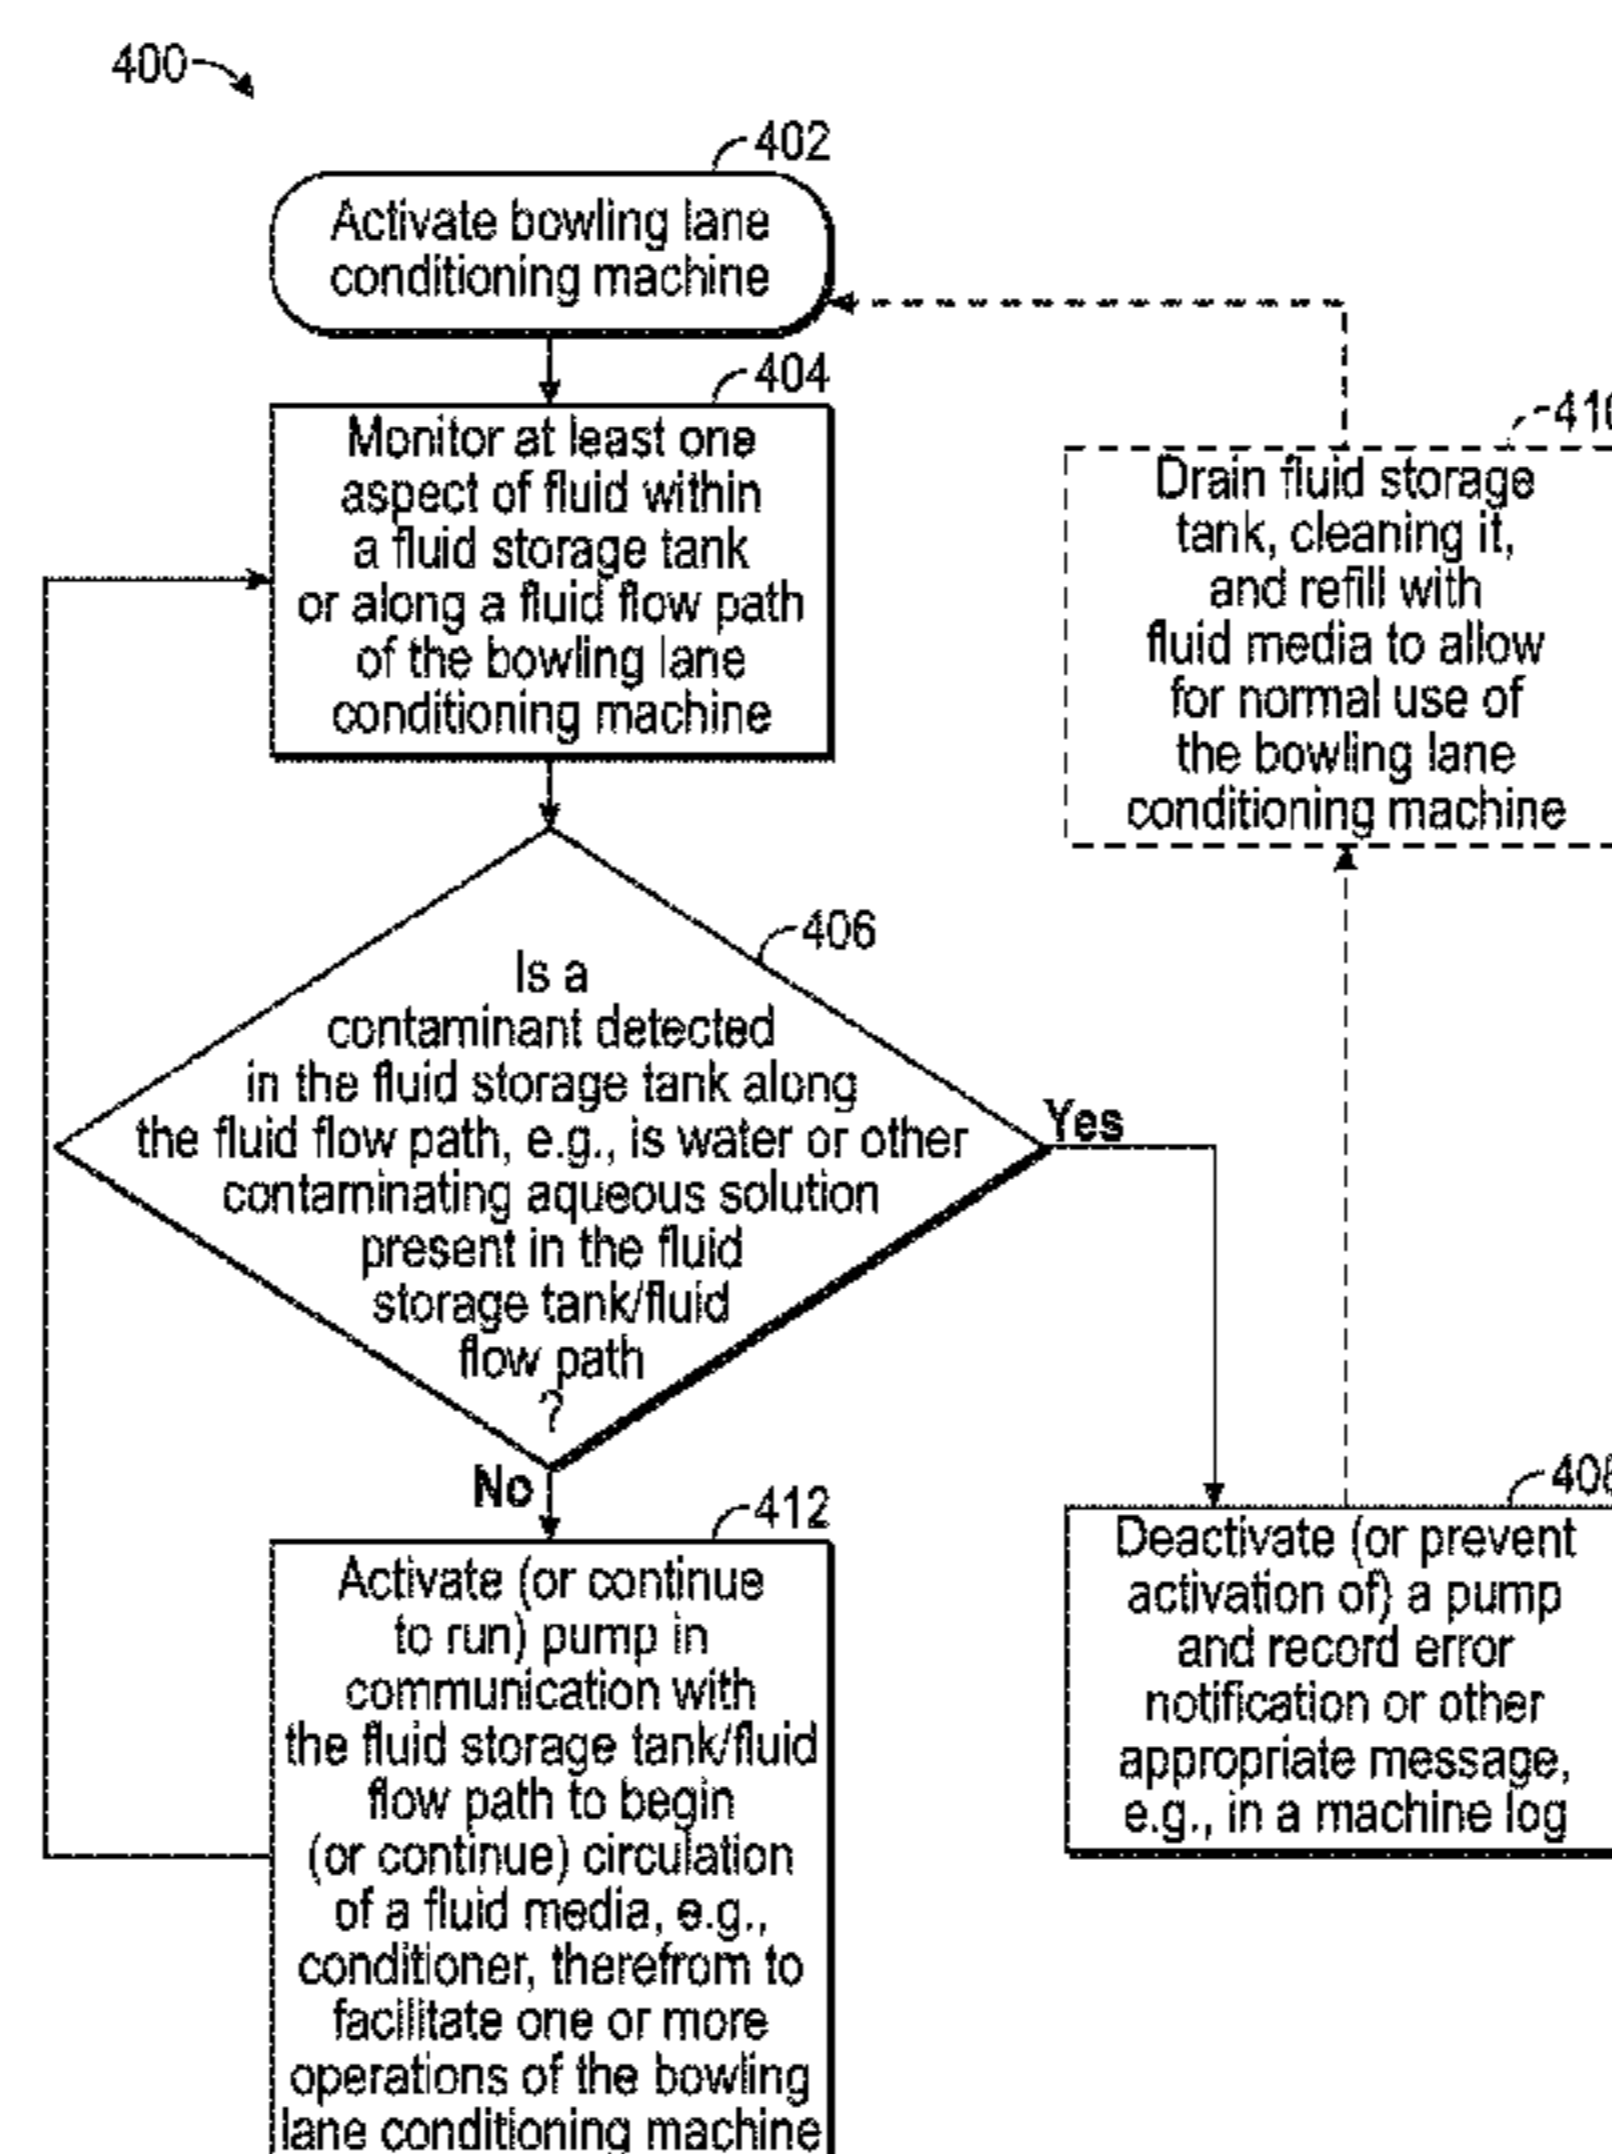 400
402
Activate bowling lane
conditioning machine
404
Monitor at least one
aspect of fluid within
a fluid storage tank
or along a fluid flow path
of the bowling lane
conditioning machine
406
Is a
contaminant detected
in the fluid storage tank along
the fluid flow path, e.g., is water or other
contaminating aqueous solution
present in the fluid
storage tank/fluid
flow path
?
Yes
No
412
Activate (or continue
to run) pump in
communication with
the fluid storage tank/fluid
flow path to begin
(or continue) circulation
of a fluid media, e.g.,
conditioner, therefrom to
facilitate one or more
operations of the bowling
lane conditioning machine
410
Drain fluid storage
tank, cleaning it,
and refill with
fluid media to allow
for normal use of
the bowling lane
conditioning machine
408
Deactivate (or prevent
activation of) a pump
and record error
notification or other
appropriate message,
e.g., in a machine log